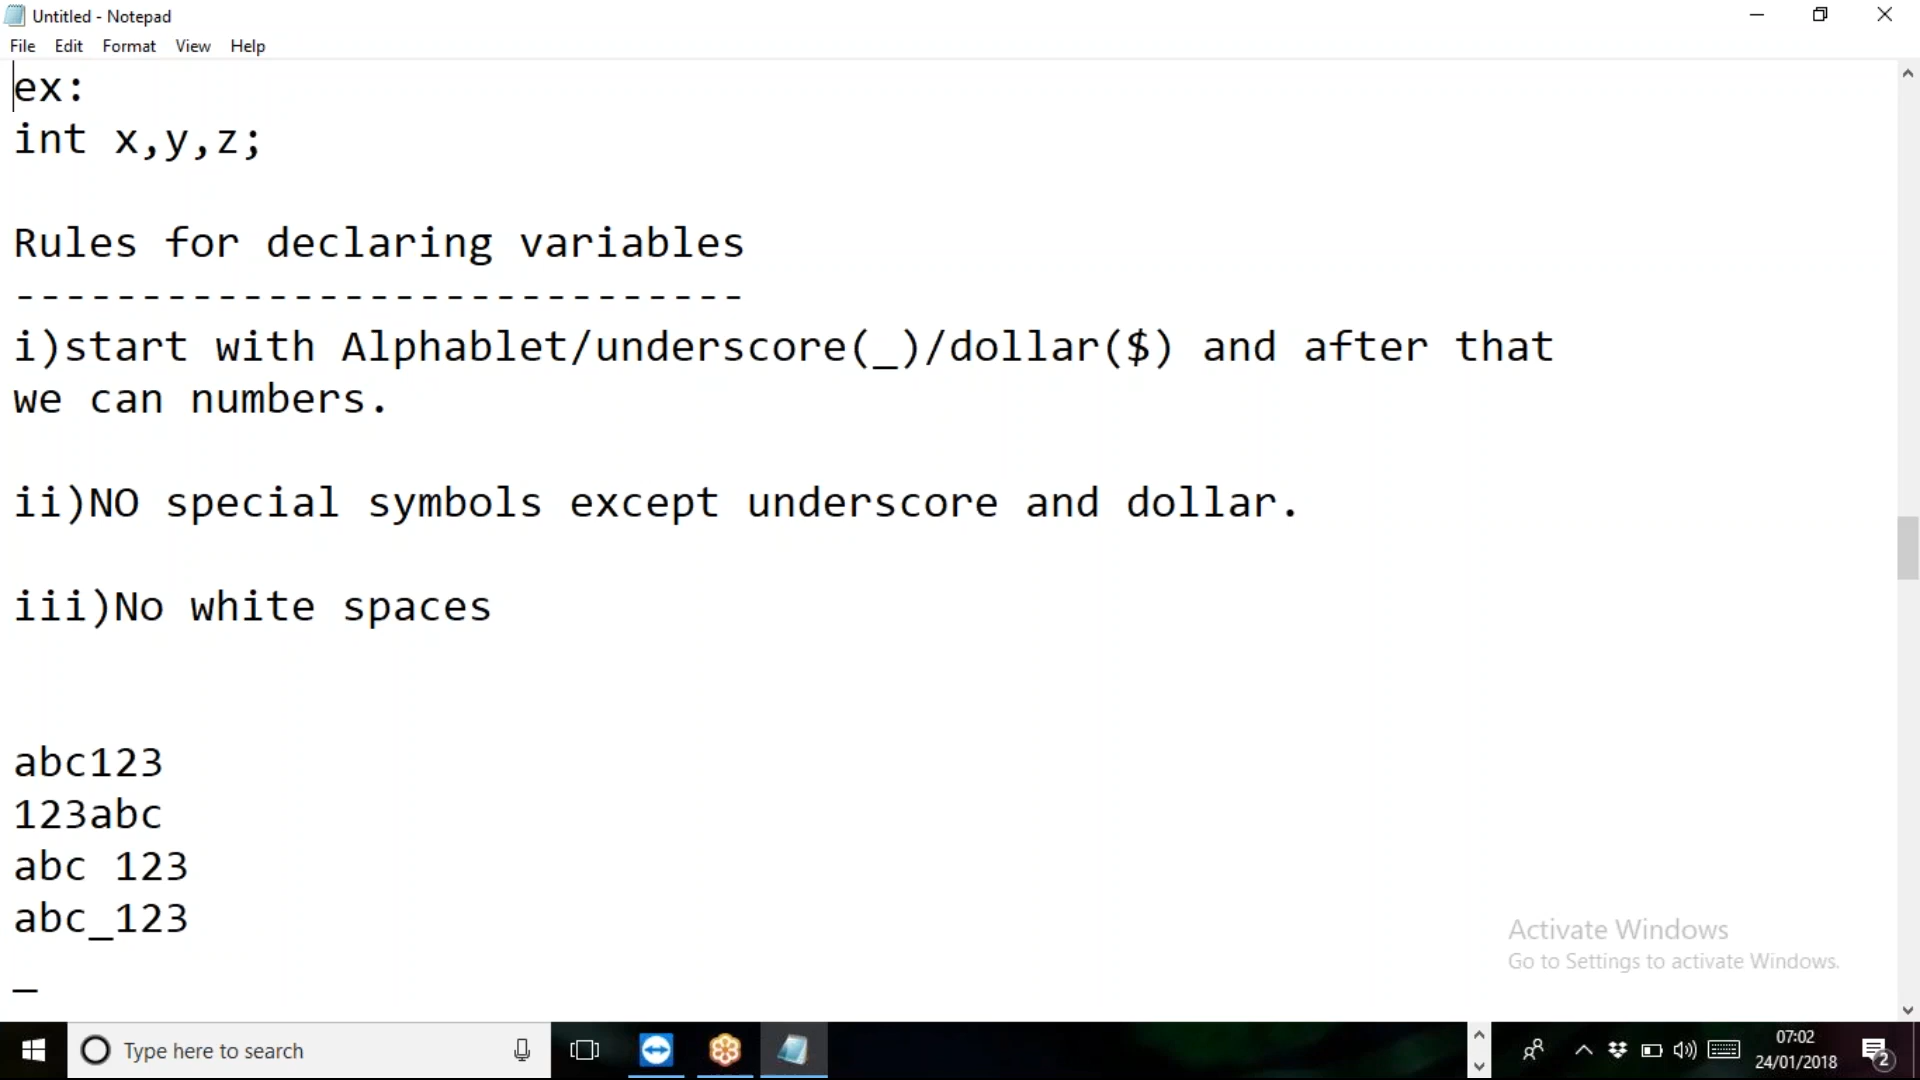 Untitled - Notepad
File Edit Format View Help
ex:
int x,y,z;
Rules for declaring variables
-----------------------------
i)start with Alphablet/underscore(_)/dollar($) and after that
we can numbers.
ii)NO special symbols except underscore and dollar.
iii)No white spaces
abc123
123abc
abc 123
abc_123
_
Activate Windows
Go to Settings to activate Windows.
Type here to search
07:02
24/01/2018
2